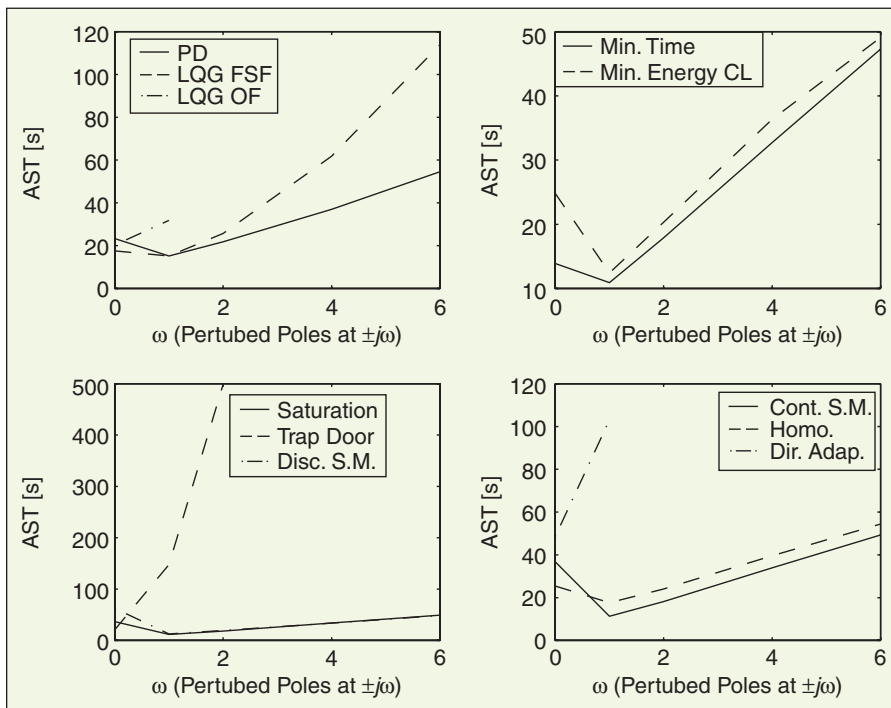 120
100
80
60
40
20
0
AST [s]
PD
LQG FSF
LQG OF
0 2 4 6
ω (Pertubed Poles at ±jω)
50
40
30
20
10
AST [s]
Min. Time
Min. Energy CL
0 2 4 6
ω (Pertubed Poles at ±jω)
500
400
300
200
100
0
AST [s]
Saturation
Trap Door
Disc. S.M.
0 2 4 6
ω (Pertubed Poles at ±jω)
120
100
80
60
40
20
0
AST [s]
Cont. S.M.
Homo.
Dir. Adap.
0 2 4 6
ω (Pertubed Poles at ±jω)